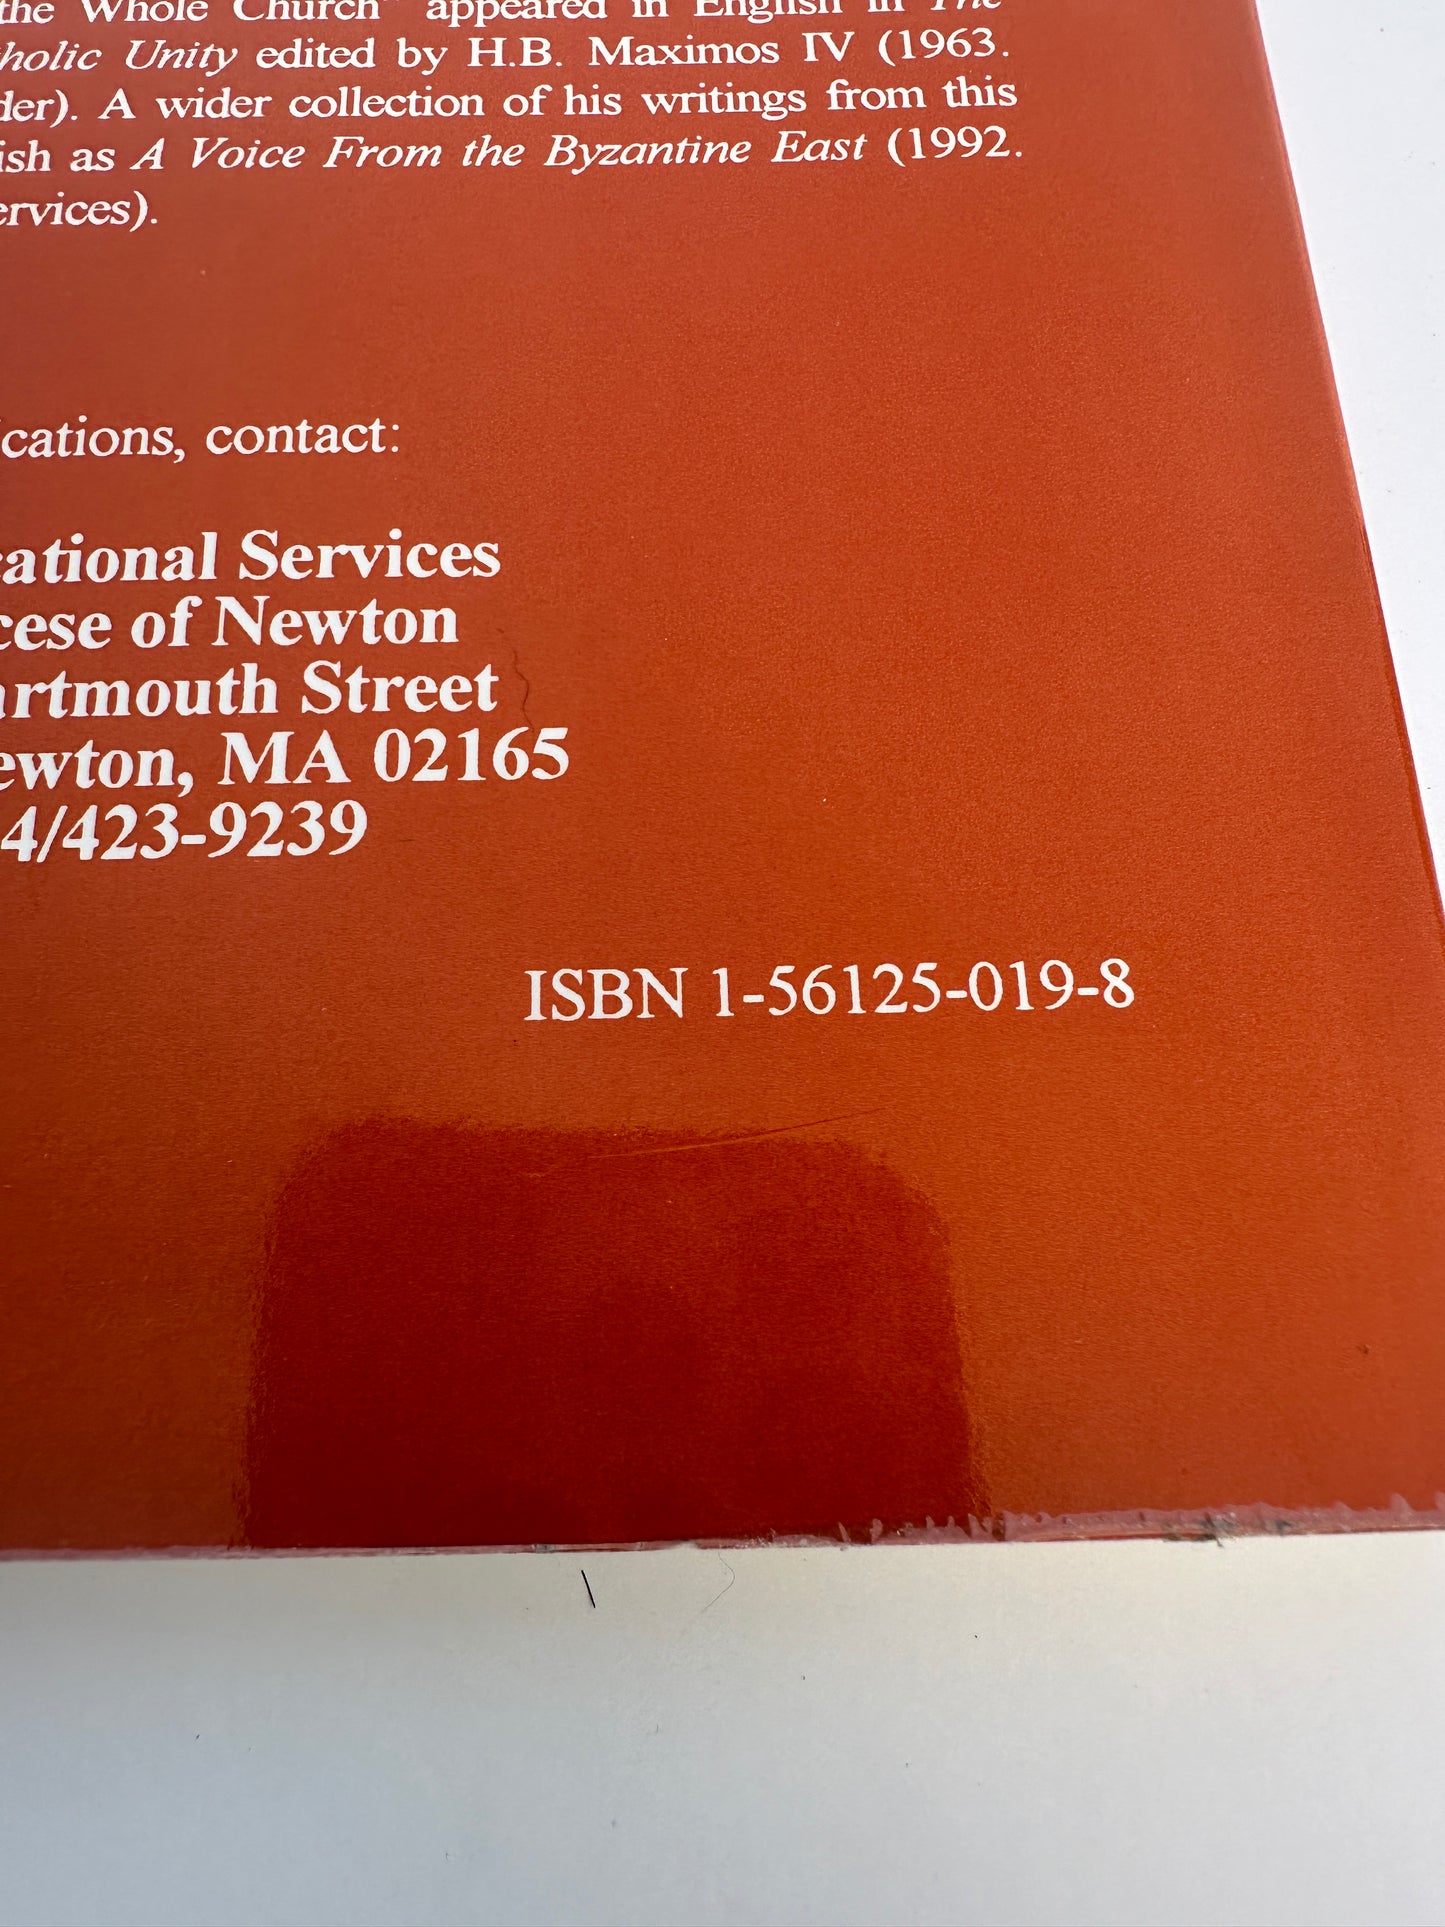 the Whole Church" appeared in English in The
holic Unity edited by H.B. Maximos IV (1963.
der). A wider collection of his writings from this
ish as A Voice From the Byzantine East (1992.
ervices).
cations, contact:
ational Services
cese of Newton
artmouth Street
ewton, MA 02165
4/423-9239
ISBN 1-56125-019-8